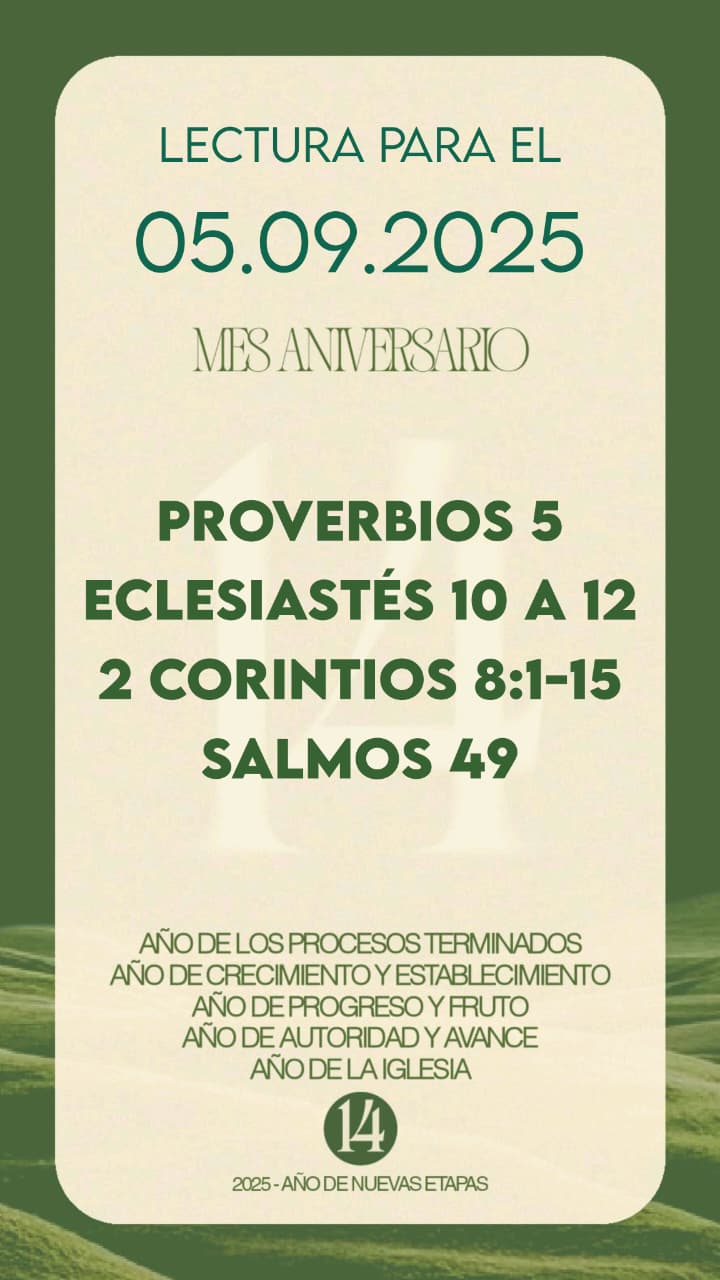 LECTURA PARA EL
05.09.2025
MES ANIVERSARIO
14
PROVERBIOS 5
ECLESIASTÉS 10 A 12
2 CORINTIOS 8:1-15
SALMOS 49
AÑO DE LOS PROCESOS TERMINADOS
AÑO DE CRECIMIENTO Y ESTABLECIMIENTO
AÑO DE PROGRESO Y FRUTO
AÑO DE AUTORIDAD Y AVANCE
AÑO DE LA IGLESIA
14
2025 - AÑO DE NUEVAS ETAPAS